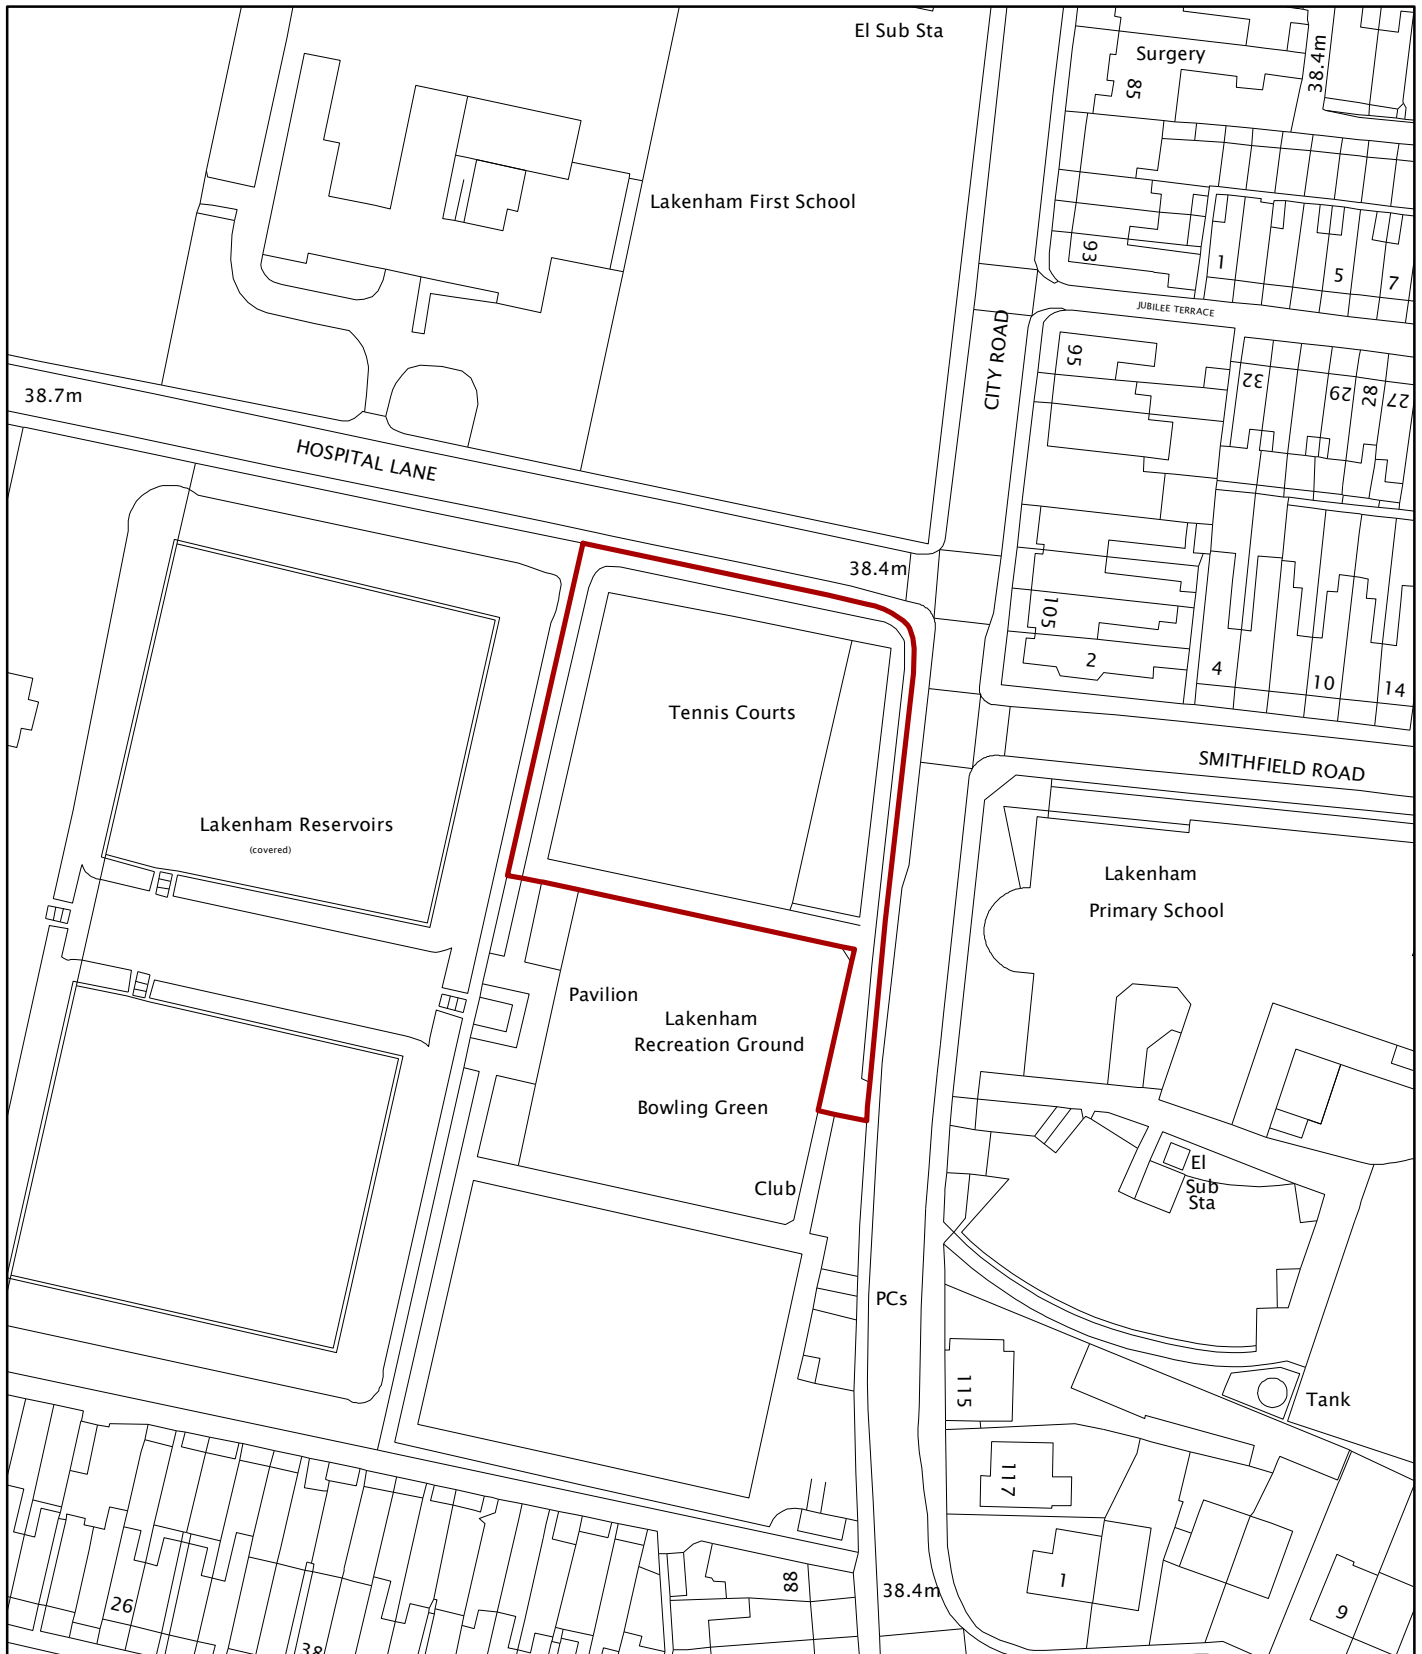 El Sub Sta
Surgery
38.4m
85
Lakenham First School
93
1
5
7
JUBILEE TERRACE
CITY ROAD
95
32
29
28
27
38.7m
HOSPITAL LANE
38.4m
105
2
4
10
14
Tennis Courts
SMITHFIELD ROAD
Lakenham Reservoirs
(covered)
Lakenham
Primary School
Pavilion
Lakenham
Recreation Ground
Bowling Green
Club
El
Sub
Sta
PCs
115
Tank
117
1
88
38.4m
26
38
9